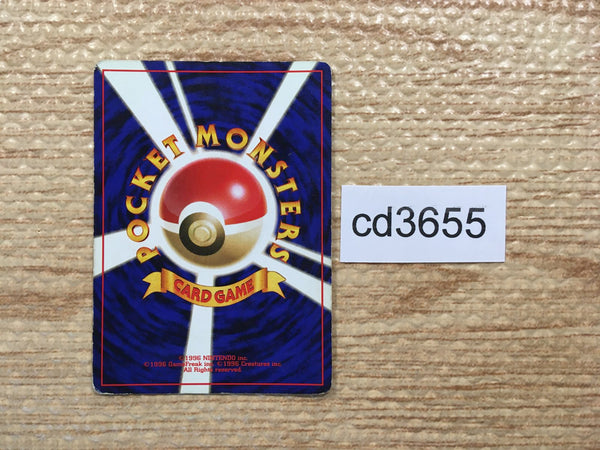 POCKET MONSTERS
CARD GAME
©1996 NINTENDO inc.
©1996 GameFreak inc. ©1996 Creatures inc.
All Rights reserved.
cd3655